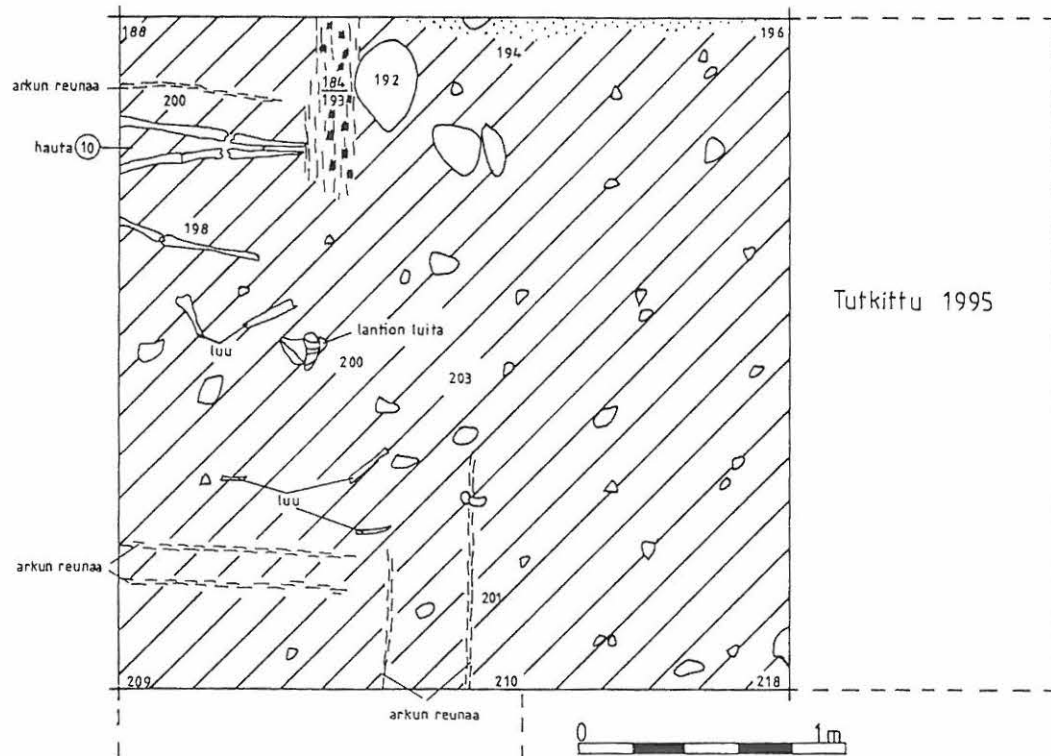 188
196
194
192
184
193
arkun reunaa
200
hauta 10
198
Tutkittu 1995
lantion luita
luu
200
203
luu
arkun reunaa
201
209
210
218
arkun reunaa
0
1m